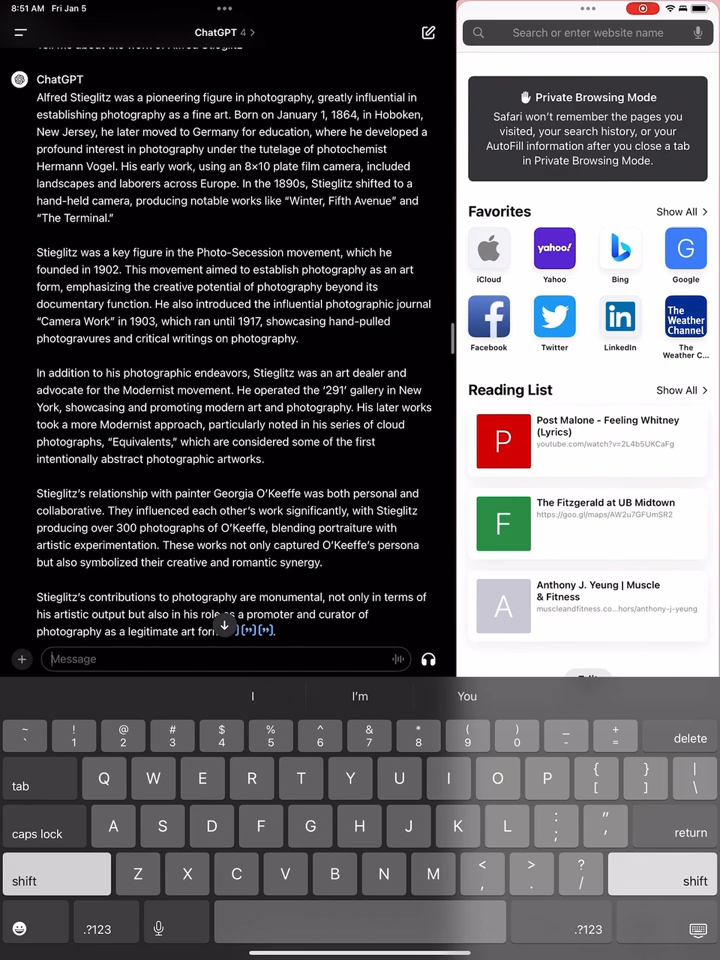 8:51 AM Fri Jan 5
ChatGPT 4 >
ChatGPT
Alfred Stieglitz was a pioneering figure in photography, greatly influential in
establishing photography as a fine art. Born on January 1, 1864, in Hoboken,
New Jersey, he later moved to Germany for education, where he developed a
profound interest in photography under the tutelage of photochemist
Hermann Vogel. His early work, using an 8×10 plate film camera, included
landscapes and laborers across Europe. In the 1890s, Stieglitz shifted to a
hand-held camera, producing notable works like “Winter, Fifth Avenue” and
“The Terminal.”
Stieglitz was a key figure in the Photo-Secession movement, which he
founded in 1902. This movement aimed to establish photography as an art
form, emphasizing the creative potential of photography beyond its
documentary function. He also introduced the influential photographic journal
“Camera Work” in 1903, which ran until 1917, showcasing hand-pulled
photogravures and critical writings on photography.
In addition to his photographic endeavors, Stieglitz was an art dealer and
advocate for the Modernist movement. He operated the ‘291’ gallery in New
York, showcasing and promoting modern art and photography. His later works
took a more Modernist approach, particularly noted in his series of cloud
photographs, “Equivalents,” which are considered some of the first
intentionally abstract photographic artworks.
Stieglitz’s relationship with painter Georgia O’Keeffe was both personal and
collaborative. They influenced each other’s work significantly, with Stieglitz
producing over 300 photographs of O’Keeffe, blending portraiture with
artistic experimentation. These works not only captured O’Keeffe’s persona
but also symbolized their creative and romantic synergy.
Stieglitz’s contributions to photography are monumental, not only in terms of
his artistic output but also in his role as a promoter and curator of
photography as a legitimate art
Message
Search or enter website name
Private Browsing Mode
Safari won’t remember the pages you
visited, your search history, or your
AutoFill information after you close a tab
in Private Browsing Mode.
Favorites Show All >
G
iCloud Yahoo Bing Google
yahoo!
in
The Weather Channel
Facebook Twitter LinkedIn The Weather C...
Reading List Show All >
P
Post Malone - Feeling Whitney
(Lyrics)
youtube.com/watch?v=2L4b5UKCaFg
F
The Fitzgerald at UB Midtown
https://goo.gl/maps/AW2u7GFUmSR2
A
Anthony J. Yeung | Muscle
& Fitness
muscleandfitness.co...hors/anthony-j-yeung
I I’m You
~ ! @ # $ % ^ & * ( ) _ +
` 1 2 3 4 5 6 7 8 9 0 - = delete
tab Q W E R T Y U I O P { [ } ] | \
caps lock A S D F G H J K L : ; " ' return
shift Z X C V B N M < , > . ? / shift
.?123 .?123